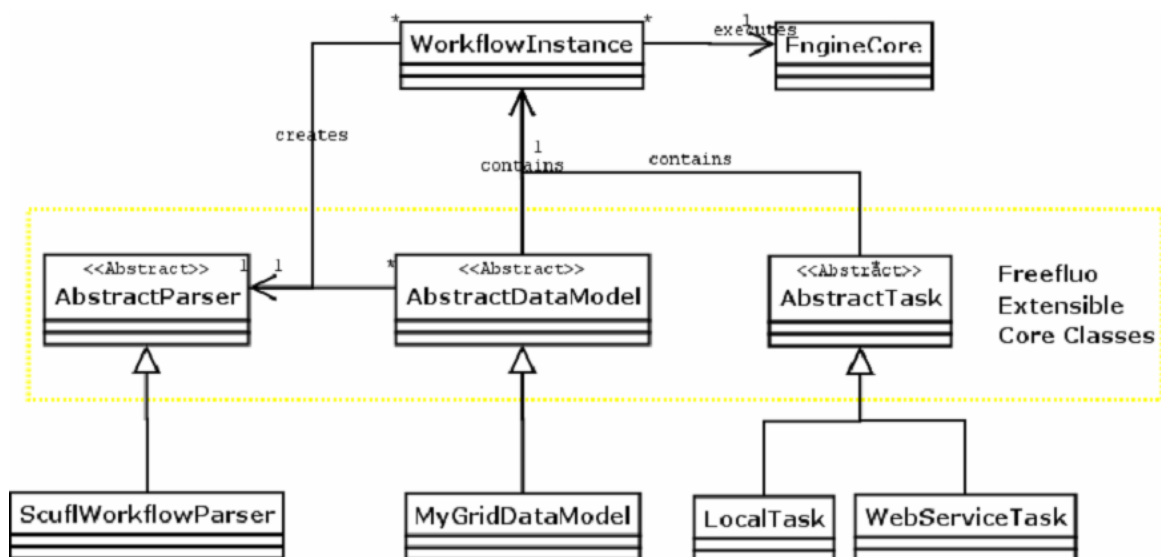 *
*
1
executes
WorkflowInstance
EngineCore
creates
1
contains
contains
<<Abstract>>
1
1
*
<<Abstract>>
<<Abstract>>
*
AbstractParser
AbstractDataModel
AbstractTask
Freefluo
Extensible
Core Classes
ScuflWorkflowParser
MyGridDataModel
LocalTask
WebServiceTask